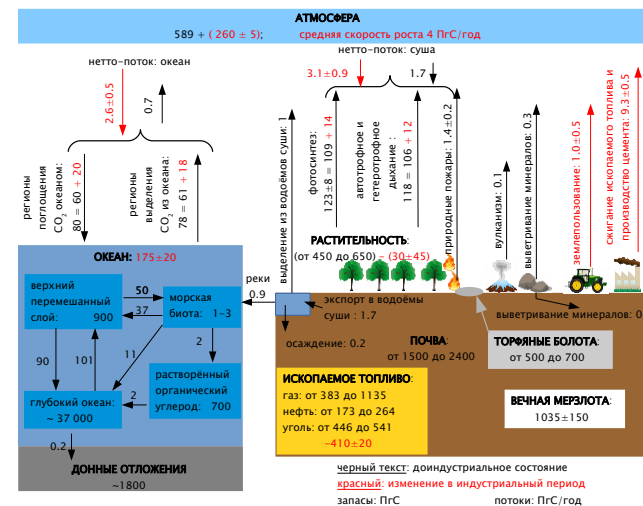 АТМОСФЕРА
589 + ( 260 ± 5);  средняя скорость роста 4 ПгС/год
нетто-поток: океан
2.6±0.5
0.7
регионы
поглощения
CO₂ океаном:
80 = 60 + 20
регионы
выделения
CO₂ из океана:
78 = 61 + 18
нетто-поток: суша
3.1±0.9
1.7
выделение из водоёмов суши: 1
фотосинтез:
123±8 = 109 + 14
автотрофное и
гетеротрофное
дыхание :
118 = 106 + 12
природные пожары: 1.4±0.2
вулканизм: 0.1
выветривание минералов: 0.3
землепользование: 1.0±0.5
сжигание ископаемого топлива и
производство цемента: 9.3±0.5
РАСТИТЕЛЬНОСТЬ:
(от 450 до 650) − (30±45)
ОКЕАН: 175±20
верхний
перемешанный
слой: 900
50
37
морская
биота: 1-3
90
101
11
2
глубокий океан:
~ 37 000
2
растворённый
органический
углерод: 700
0.2
ДОННЫЕ ОТЛОЖЕНИЯ
~1800
реки
0.9
экспорт в водоёмы
суши : 1.7
осаждение: 0.2
ПОЧВА:
от 1500 до 2400
ТОРФЯНЫЕ БОЛОТА:
от 500 до 700
выветривание минералов: 0.
ИСКОПАЕМОЕ ТОПЛИВО:
газ: от 383 до 1135
нефть: от 173 до 264
уголь: от 446 до 541
−410±20
ВЕЧНАЯ МЕРЗЛОТА:
1035±150
черный текст: доиндустриальное состояние
красный: изменение в индустриальный период
запасы: ПгС  потоки: ПгС/год